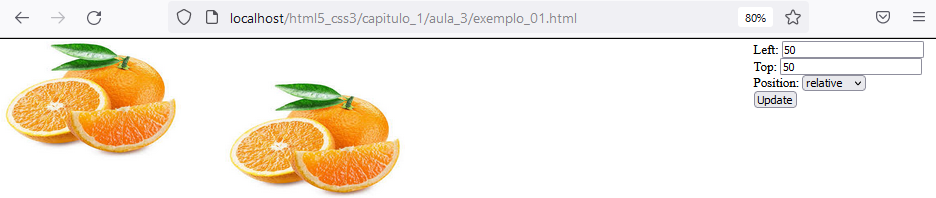 localhost/html5_css3/capitulo_1/aula_3/exemplo_01.html 80%
Left: 50
Top: 50
Position: relative
Update